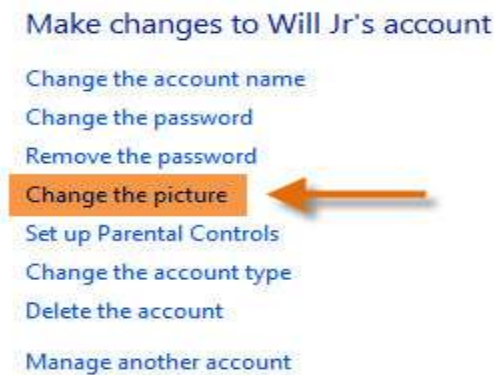 Make changes to Will Jr's account
Change the account name
Change the password
Remove the password
Change the picture
Set up Parental Controls
Change the account type
Delete the account
Manage another account